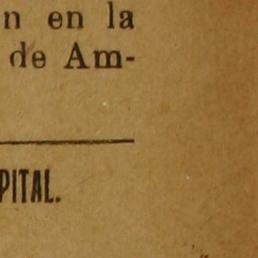 n en la
de Am-
PITAL.